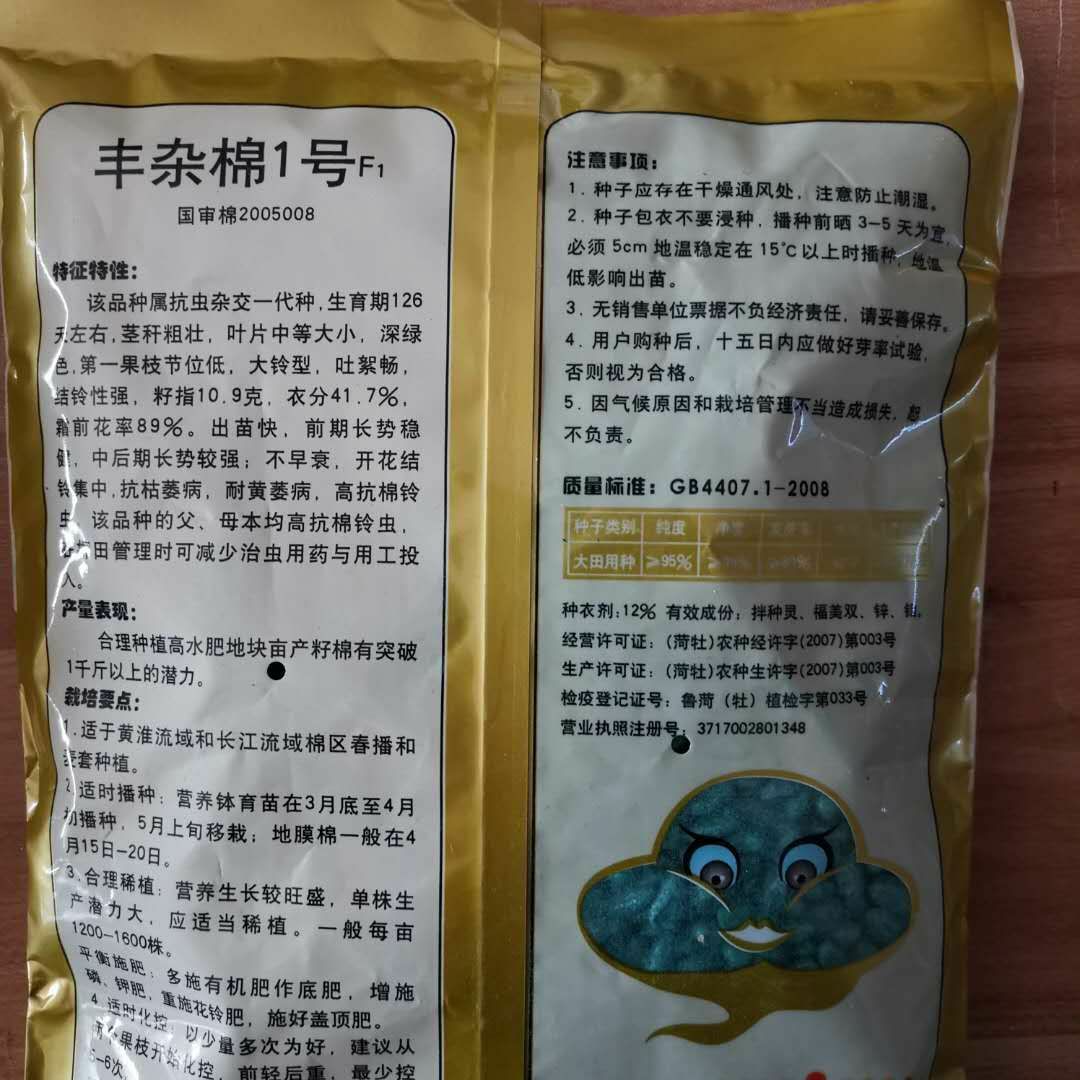 丰杂棉1号F1
国审棉2005008
特征特性：
该品种属抗虫杂交一代种,生育期126
天左右,茎秆粗壮，叶片中等大小，深绿
色,第一果枝节位低，大铃型，吐絮畅，
结铃性强，籽指10.9克，衣分41.7%，
霜前花率89%。出苗快，前期长势稳
健，中后期长势较强；不早衰，开花结
铃集中,抗枯萎病，耐黄萎病，高抗棉铃
虫，该品种的父、母本均高抗棉铃虫，
田管理时可减少治虫用药与用工投
入。
产量表现：
合理种植高水肥地块亩产籽棉有突破
1千斤以上的潜力。
栽培要点：
1.适于黄淮流域和长江流域棉区春播和
麦套种植。
2.适时播种：营养钵育苗在3月底至4月
初播种，5月上旬移栽；地膜棉一般在4
月15日-20日。
3.合理稀植：营养生长较旺盛，单株生
产潜力大，应适当稀植。一般每亩
1200-1600株。
平衡施肥：多施有机肥作底肥，增施
磷、钾肥，重施花铃肥，施好盖顶肥。
4.适时化控：以少量多次为好，建议从
果枝开始化控，前轻后重，最少控
5-6次
注意事项：
1．种子应存在干燥通风处，注意防止潮湿。
2．种子包衣不要浸种，播种前晒 3-5 天为宜，
必须 5cm 地温稳定在 15℃以上时播种，地温
低影响出苗。
3．无销售单位票据不负经济责任，请妥善保存。
4．用户购种后，十五日内应做好芽率试验，
否则视为合格。
5．因气候原因和栽培管理不当造成损失，恕
不负责。
质量标准：GB4407.1-2008
种子类别 纯度 净度
大田用种 ≥95%
种衣剂：12% 有效成份：拌种灵、福美双、锌、钼。
经营许可证：(菏牡)农种经许字(2007)第003号
生产许可证：(菏牡)农种生许字(2007)第003号
检疫登记证号：鲁菏（牡）植检字第033号
营业执照注册号：3717002801348